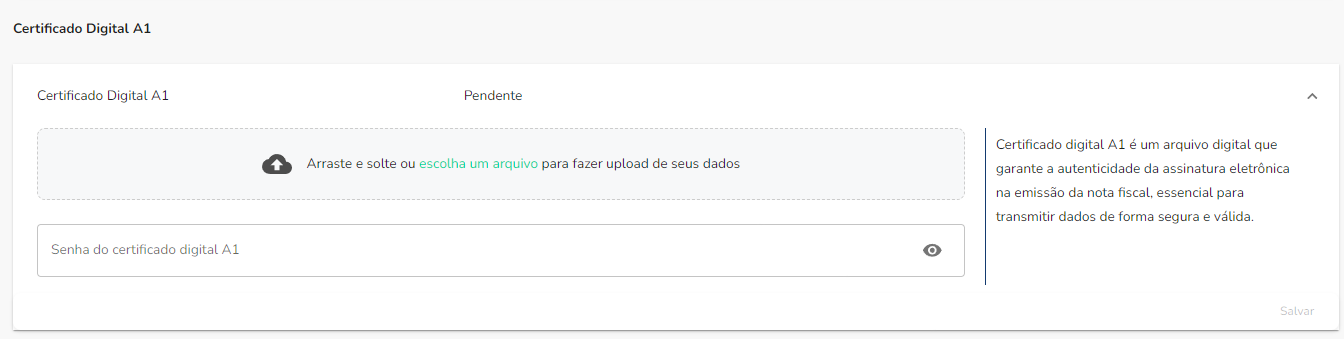 Certificado Digital A1
Certificado Digital A1
Pendente
Arraste e solte ou escolha um arquivo para fazer upload de seus dados
Senha do certificado digital A1
Certificado digital A1 é um arquivo digital que
garante a autenticidade da assinatura eletrônica
na emissão da nota fiscal, essencial para
transmitir dados de forma segura e válida.
Salvar